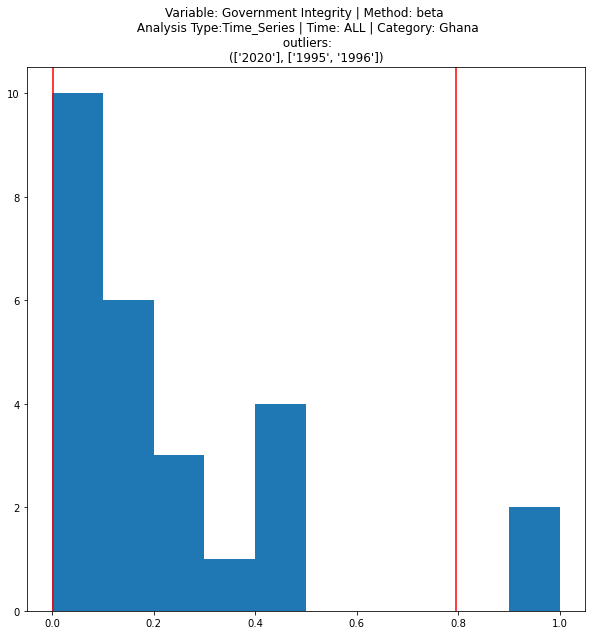 Variable: Government Integrity | Method: beta
Analysis Type:Time_Series | Time: ALL | Category: Ghana
outliers:
(['2020'], ['1995', '1996'])
10
8
6
4
2
0
0.0 0.2 0.4 0.6 0.8 1.0